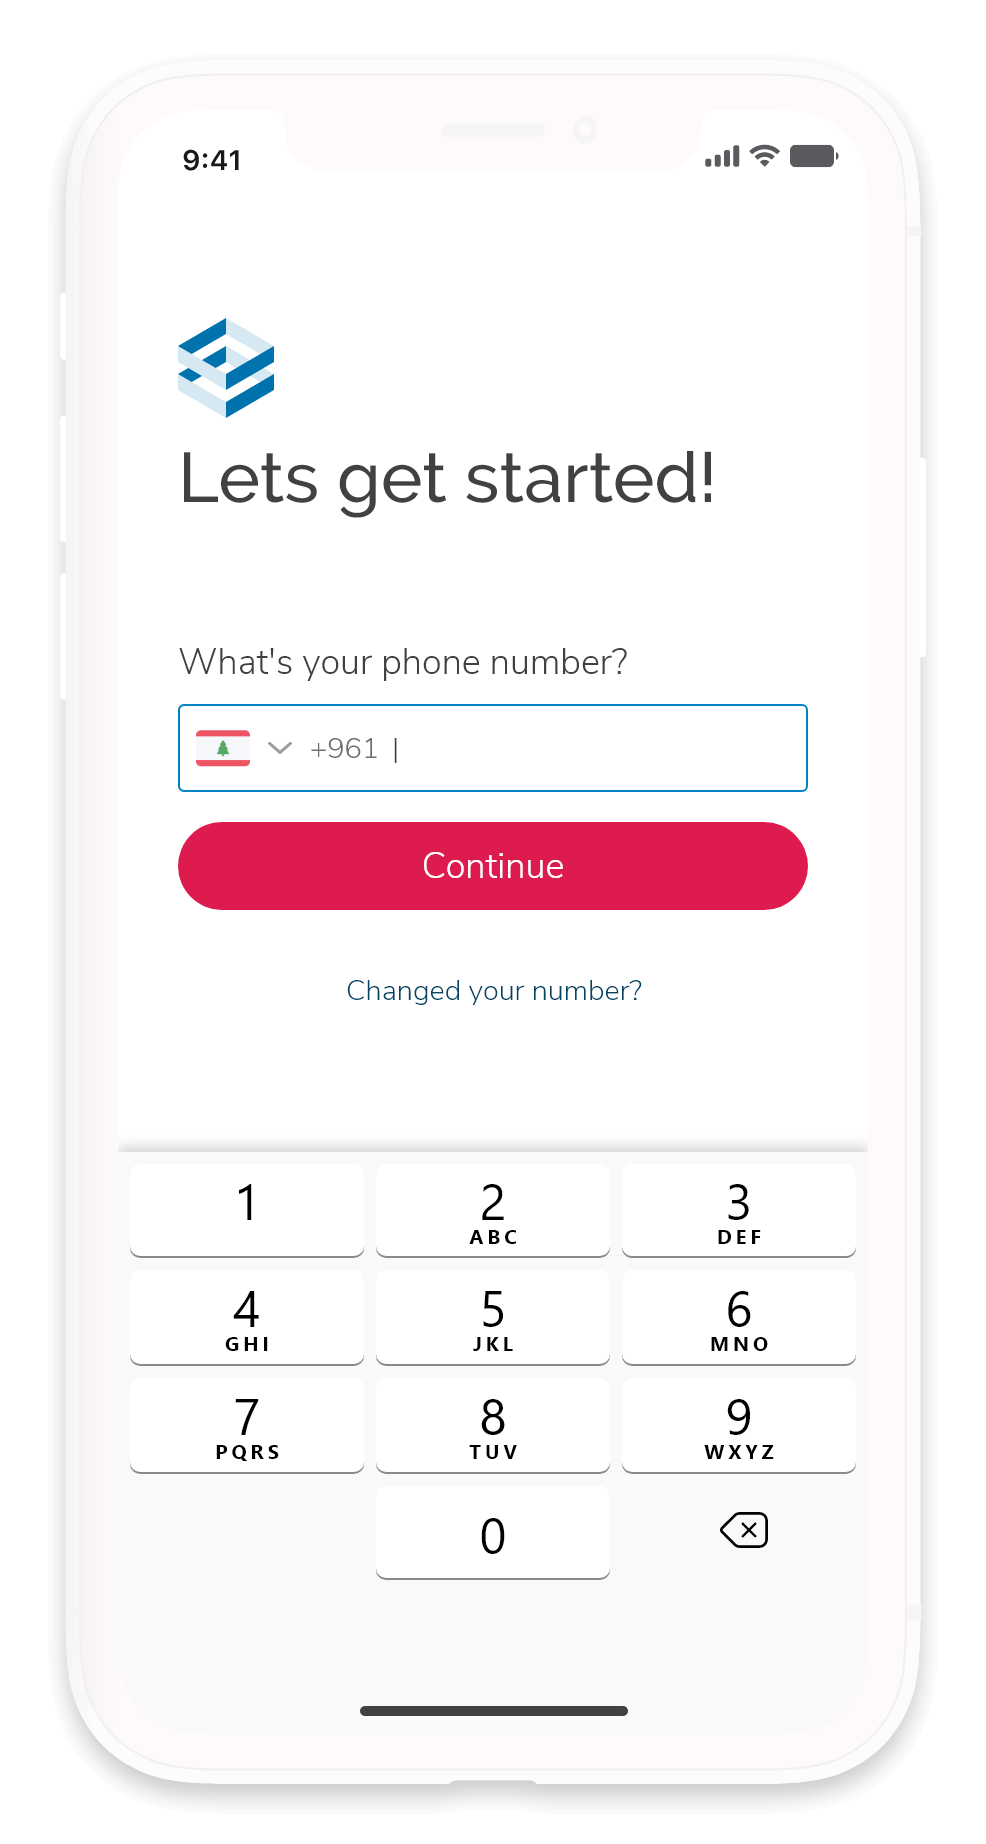 9:41
Lets get started!
What's your phone number?
+961
Continue
Changed your number?
1 2 3
ABC DEF
4 5 6
GHI JKL MNO
7 8 9
PQRS TUV WXYZ
0